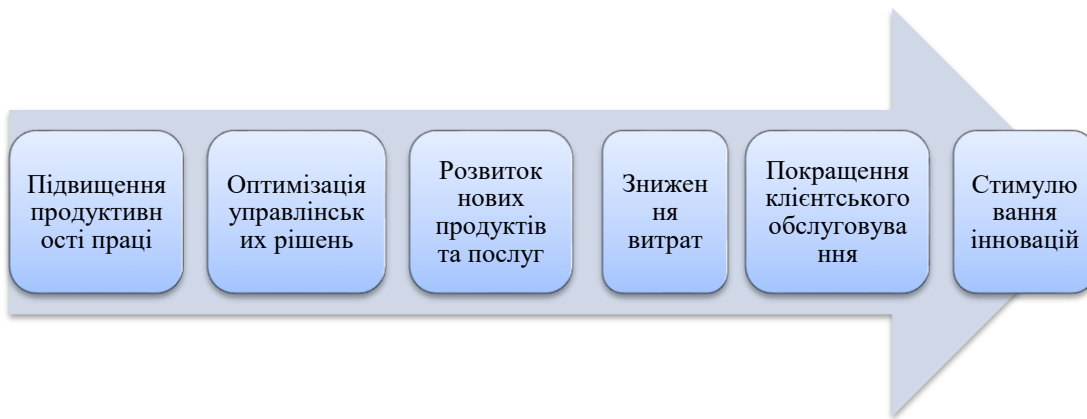 Підвищення
продуктивн
ості праці
Оптимізація
управлінськ
их рішень
Розвиток
нових
продуктів
та послуг
Знижен
ня
витрат
Покращення
клієнтського
обслуговува
ння
Стимулю
вання
інновацій